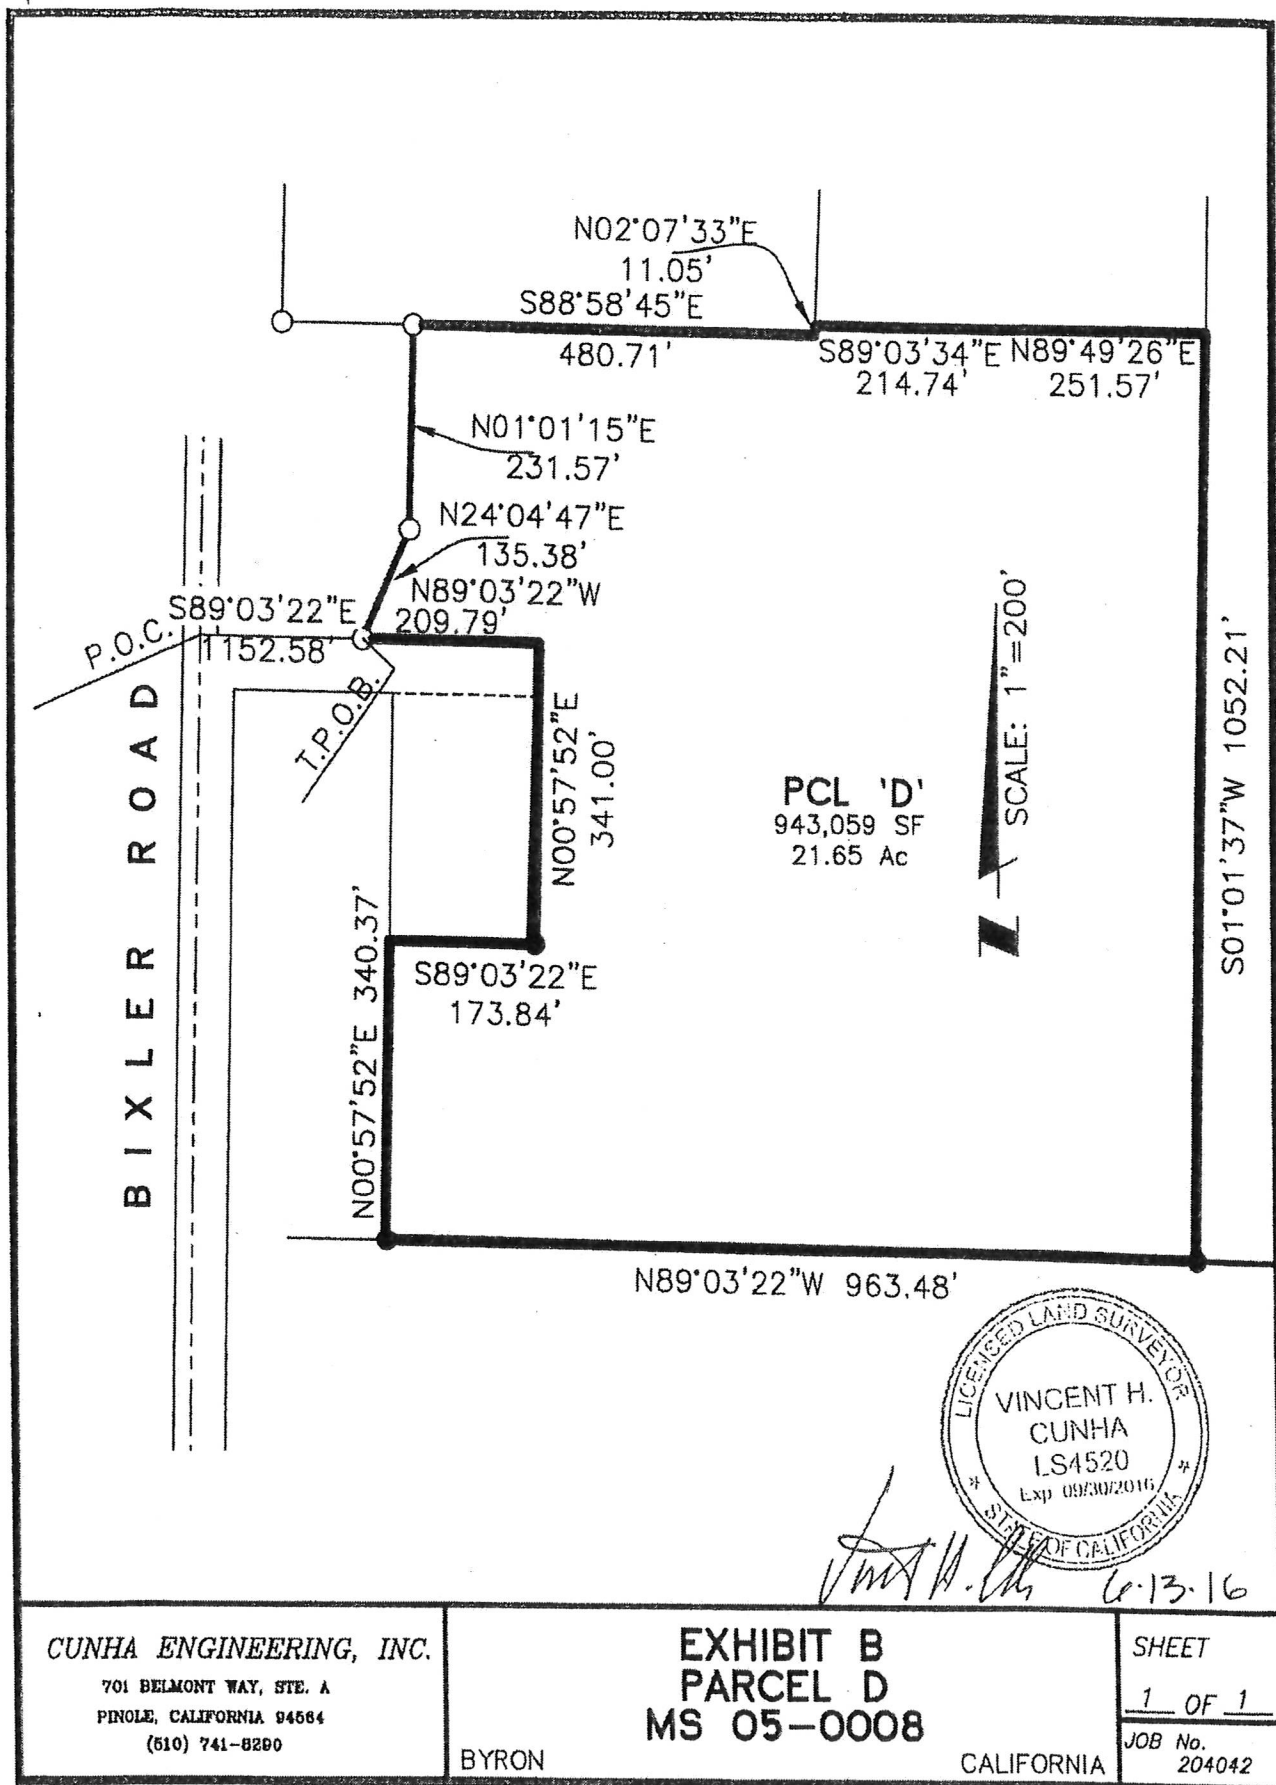 N02°07'33"E
11.05'
S88°58'45"E
480.71'
S89°03'34"E
214.74'
N89°49'26"E
251.57'
N01°01'15"E
231.57'
N24°04'47"E
135.38'
N89°03'22"W
209.79'
S89°03'22"E
1152.58'
P.O.C.
T.P.O.B.
BIXLER ROAD
N00°57'52"E
341.00'
PCL 'D'
943,059 SF
21.65 Ac
SCALE: 1"=200'
S01°01'37"W 1052.21'
N00°57'52"E 340.37'
S89°03'22"E
173.84'
N89°03'22"W 963.48'
LICENSED LAND SURVEYOR
VINCENT H.
CUNHA
LS4520
Exp 09/30/2016
STATE OF CALIFORNIA
6-13-16
CUNHA ENGINEERING, INC.
701 BELMONT WAY, STE. A
PINOLE, CALIFORNIA 94564
(510) 741-8290
EXHIBIT B
PARCEL D
MS 05-0008
BYRON CALIFORNIA
SHEET
1 OF 1
JOB No.
204042